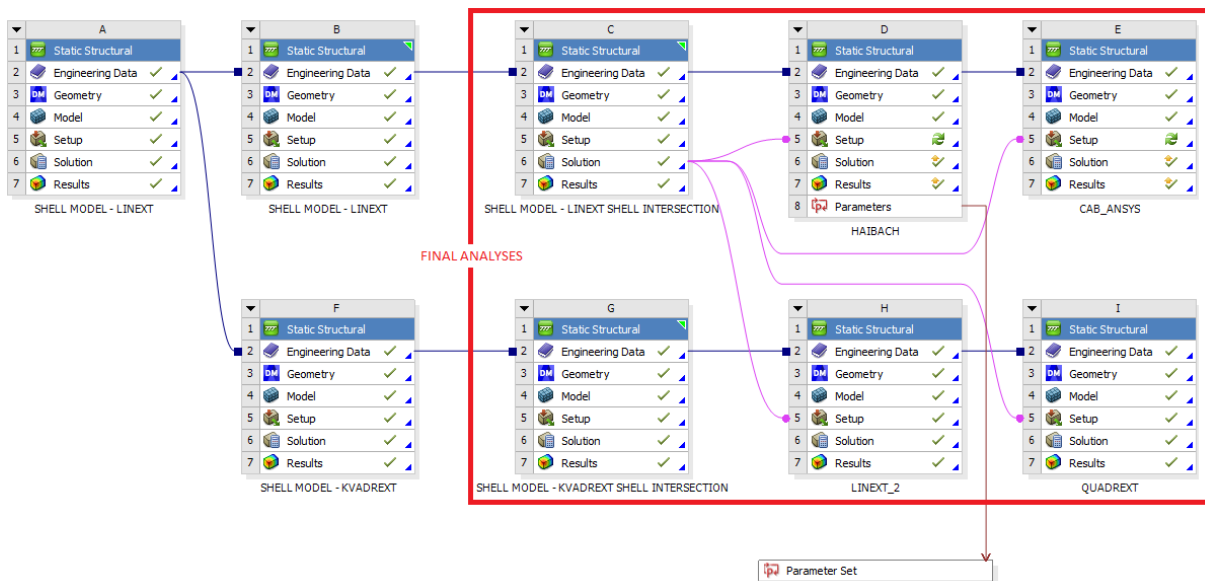 A
1 Static Structural
2 Engineering Data
3 DM Geometry
4 Model
5 Setup
6 Solution
7 Results
SHELL MODEL - LINEXT
B
1 Static Structural
2 Engineering Data
3 DM Geometry
4 Model
5 Setup
6 Solution
7 Results
SHELL MODEL - LINEXT
C
1 Static Structural
2 Engineering Data
3 DM Geometry
4 Model
5 Setup
6 Solution
7 Results
SHELL MODEL - LINEXT SHELL INTERSECTION
D
1 Static Structural
2 Engineering Data
3 DM Geometry
4 Model
5 Setup
6 Solution
7 Results
8 Parameters
HAIBACH
E
1 Static Structural
2 Engineering Data
3 DM Geometry
4 Model
5 Setup
6 Solution
7 Results
CAB_ANSYS
FINAL ANALYSES
F
1 Static Structural
2 Engineering Data
3 DM Geometry
4 Model
5 Setup
6 Solution
7 Results
SHELL MODEL - KVADREXT
G
1 Static Structural
2 Engineering Data
3 DM Geometry
4 Model
5 Setup
6 Solution
7 Results
SHELL MODEL - KVADREXT SHELL INTERSECTION
H
1 Static Structural
2 Engineering Data
3 DM Geometry
4 Model
5 Setup
6 Solution
7 Results
LINEXT_2
I
1 Static Structural
2 Engineering Data
3 DM Geometry
4 Model
5 Setup
6 Solution
7 Results
QUADREXT
Parameter Set